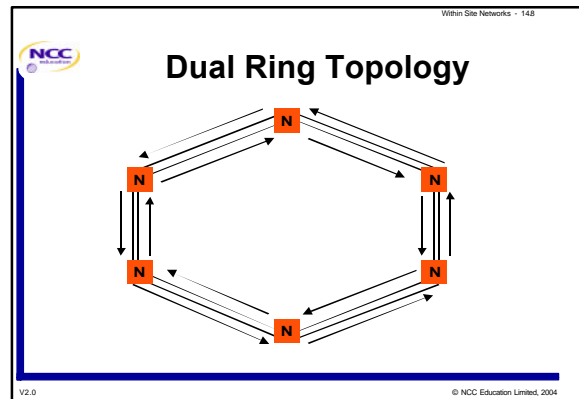 Within Site Networks - 14.8
NCC
education
Dual Ring Topology
N
N
N
N
N
N
V2.0
© NCC Education Limited, 2004